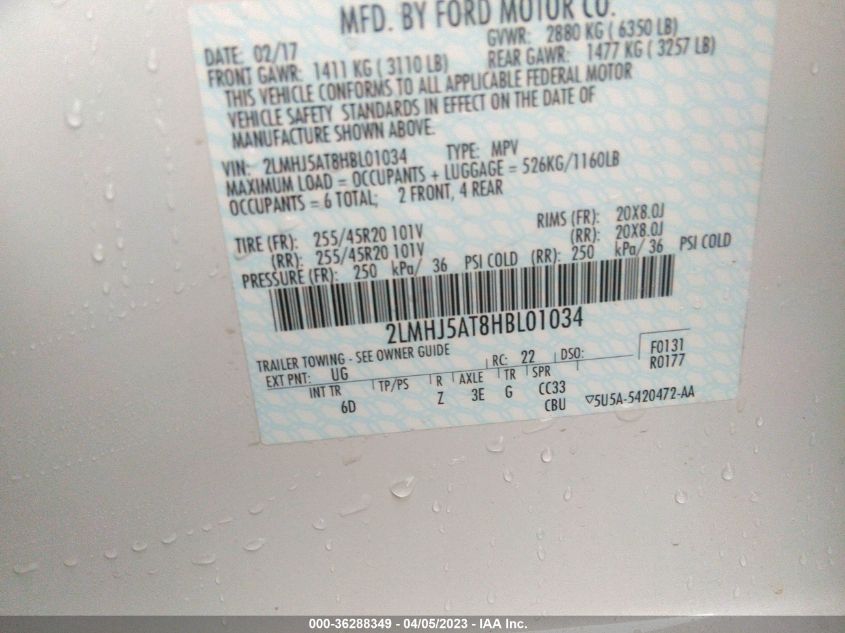 MFD. BY FORD MOTOR CO.
DATE: 02/17 GVWR: 2880 KG ( 6350 LB)
FRONT GAWR: 1411 KG ( 3110 LB) REAR GAWR: 1477 KG ( 3257 LB)
THIS VEHICLE CONFORMS TO ALL APPLICABLE FEDERAL MOTOR
VEHICLE SAFETY STANDARDS IN EFFECT ON THE DATE OF
MANUFACTURE SHOWN ABOVE.
VIN: 2LMHJ5AT8HBL01034 TYPE: MPV
MAXIMUM LOAD = OCCUPANTS + LUGGAGE = 526KG/1160LB
OCCUPANTS = 6 TOTAL; 2 FRONT, 4 REAR
TIRE (FR): 255/45R20 101V RIMS (FR): 20X8.0J
(RR): 255/45R20 101V (RR): 20X8.0J
PRESSURE (FR): 250 kPa/ 36 PSI COLD (RR): 250 kPa/ 36 PSI COLD
2LMHJ5AT8HBL01034
TRAILER TOWING - SEE OWNER GUIDE F0131
EXT PNT: UG RC: 22 DSO: R0177
INT TR TP/PS R AXLE TR SPR
6D Z 3E G CC33
CBU ▽5U5A-5420472-AA
000-36288349 - 04/05/2023 - IAA Inc.